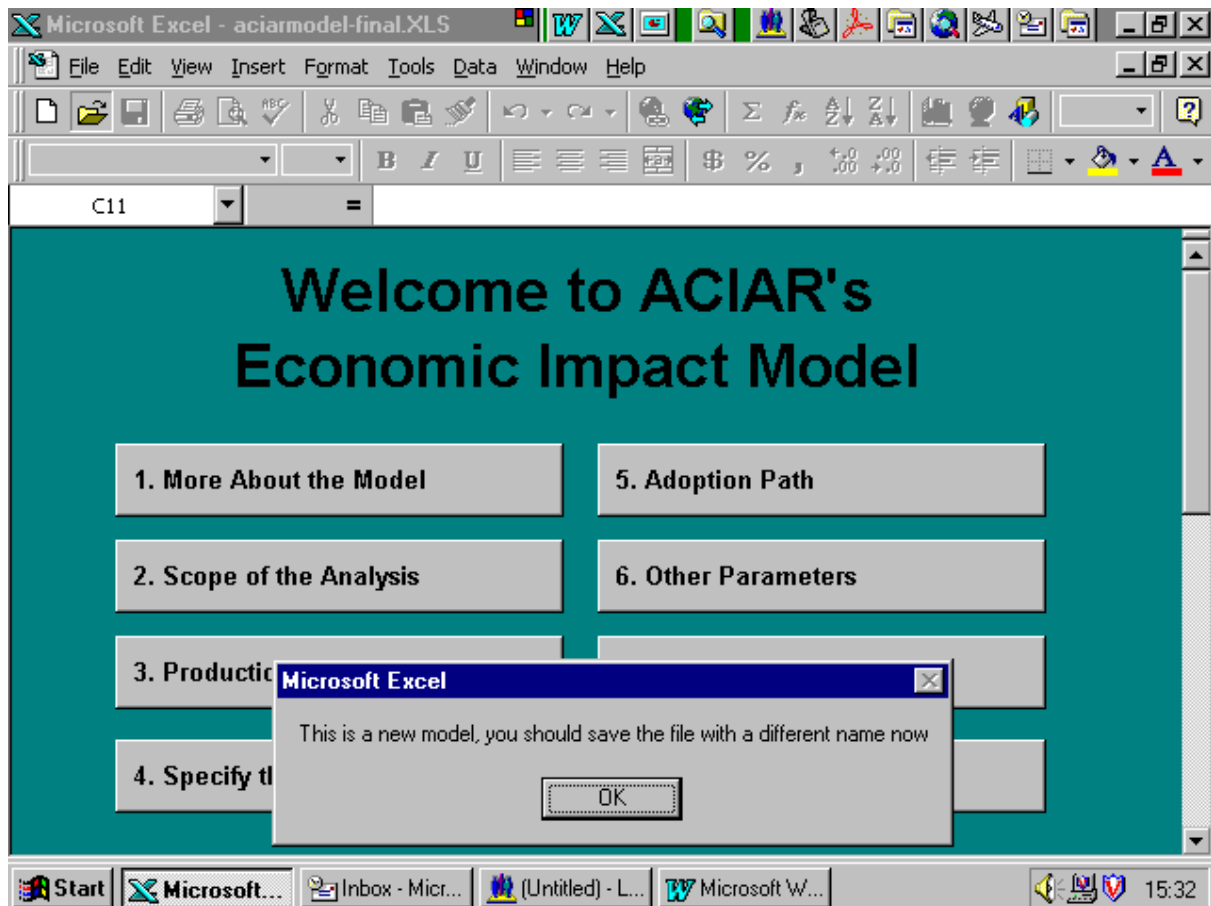 Microsoft Excel - aciarmodel-final.XLS
File Edit View Insert Format Tools Data Window Help
B I U $ % ,
C11 =
Welcome to ACIAR's
Economic Impact Model
1. More About the Model
5. Adoption Path
2. Scope of the Analysis
6. Other Parameters
3. Productio
Microsoft Excel
This is a new model, you should save the file with a different name now
4. Specify th
OK
Start Microsoft... Inbox - Micr... (Untitled) - L... Microsoft W... 15:32